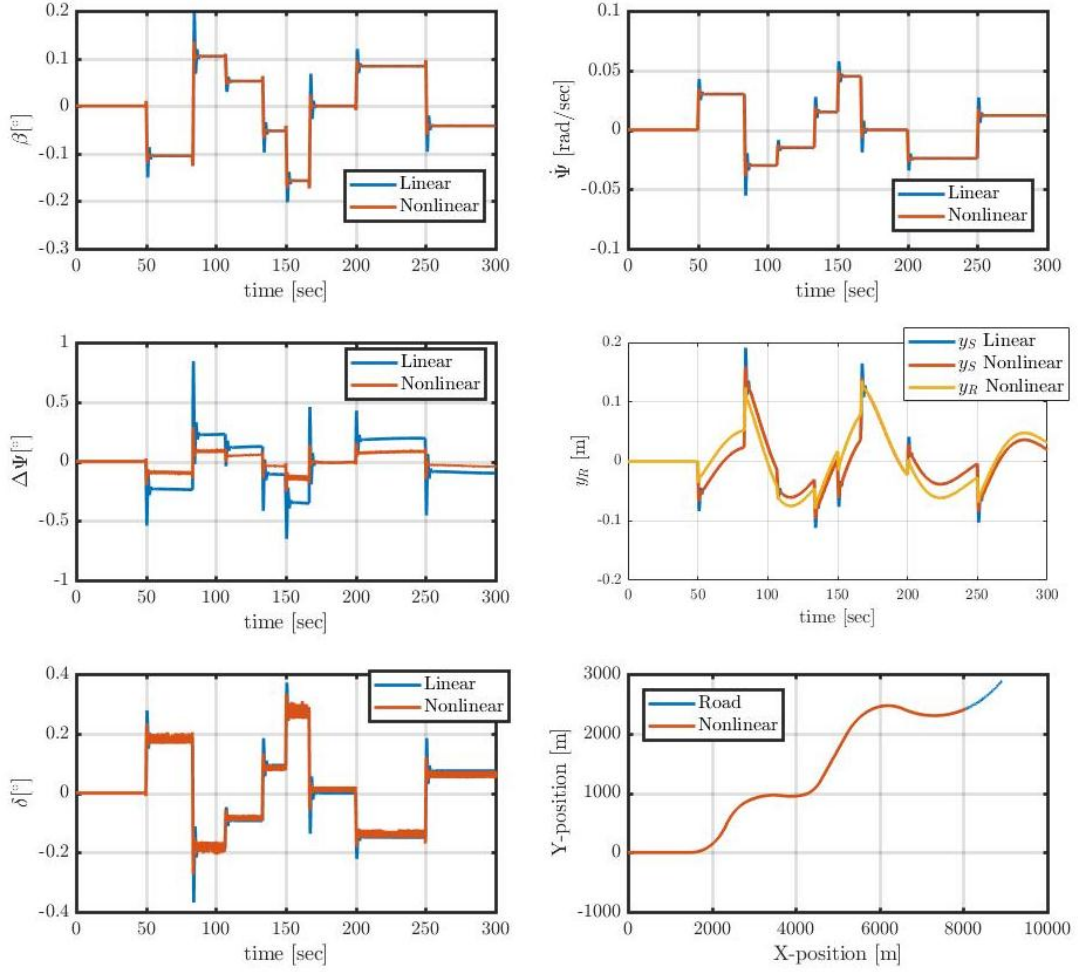 0.2
0.1
0
-0.1
-0.2
-0.3
β[°]
Linear
Nonlinear
0 50 100 150 200 250 300
time [sec]
0.1
0.05
0
-0.05
-0.1
Ψ̇ [rad/sec]
Linear
Nonlinear
0 50 100 150 200 250 300
time [sec]
1
0.5
0
-0.5
-1
ΔΨ[°]
Linear
Nonlinear
0 50 100 150 200 250 300
time [sec]
0.2
0.1
0
-0.1
-0.2
y_R [m]
y_S Linear
y_S Nonlinear
y_R Nonlinear
0 50 100 150 200 250 300
time [sec]
0.4
0.2
0
-0.2
-0.4
δ[°]
Linear
Nonlinear
0 50 100 150 200 250 300
time [sec]
3000
2000
1000
0
-1000
Y-position [m]
Road
Nonlinear
0 2000 4000 6000 8000 10000
X-position [m]